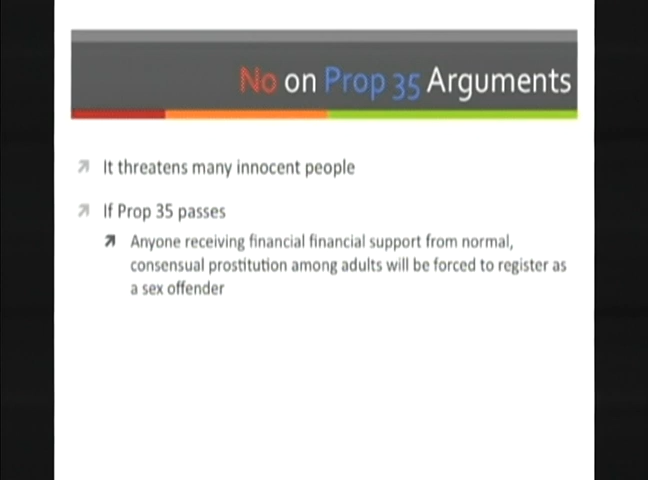 No on Prop 35 Arguments
It threatens many innocent people
If Prop 35 passes
Anyone receiving financial financial support from normal,
consensual prostitution among adults will be forced to register as
a sex offender